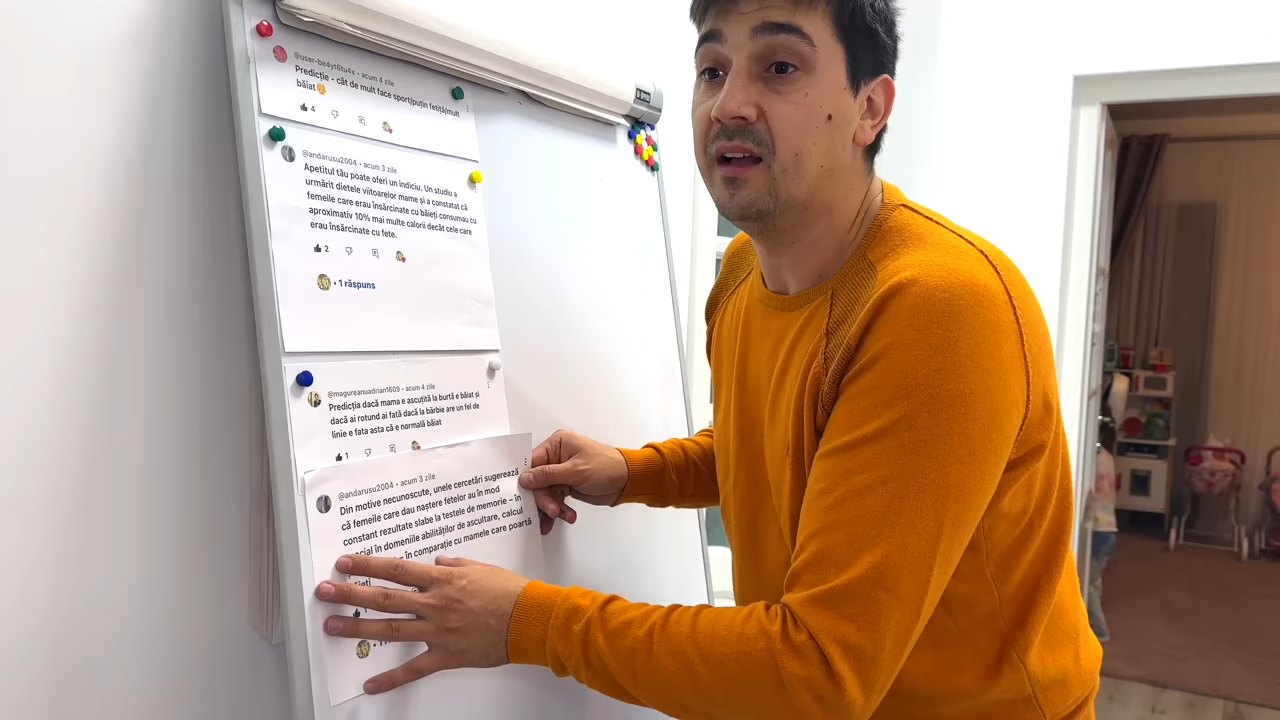 @user-be4yt6tu4x • acum 4 zile
Predicție - cât de mult face sport/puțin fetiță/mult
băiat
4
@andarusu2004 • acum 3 zile
Apetitul tău poate oferi un indiciu. Un studiu a
urmărit dietele viitoarelor mame și a constatat că
femeile care erau însărcinate cu băieți consumau cu
aproximativ 10% mai multe calorii decât cele care
erau însărcinate cu fete.
2
• 1 răspuns
@magureanuadrian1609 • acum 4 zile
Predicția dacă mama e ascuțită la burtă e băiat și
dacă ai rotund ai fată dacă la bărbie are un fel de
linie e fata asta că e normală băiat
1
@andarusu2004 • acum 3 zile
Din motive necunoscute, unele cercetări sugerează
că femeile care dau naștere fetelor au în mod
constant rezultate slabe la testele de memorie – în
în domeniile abilităților de ascultare, calcul
– în comparație cu mamele care poartă